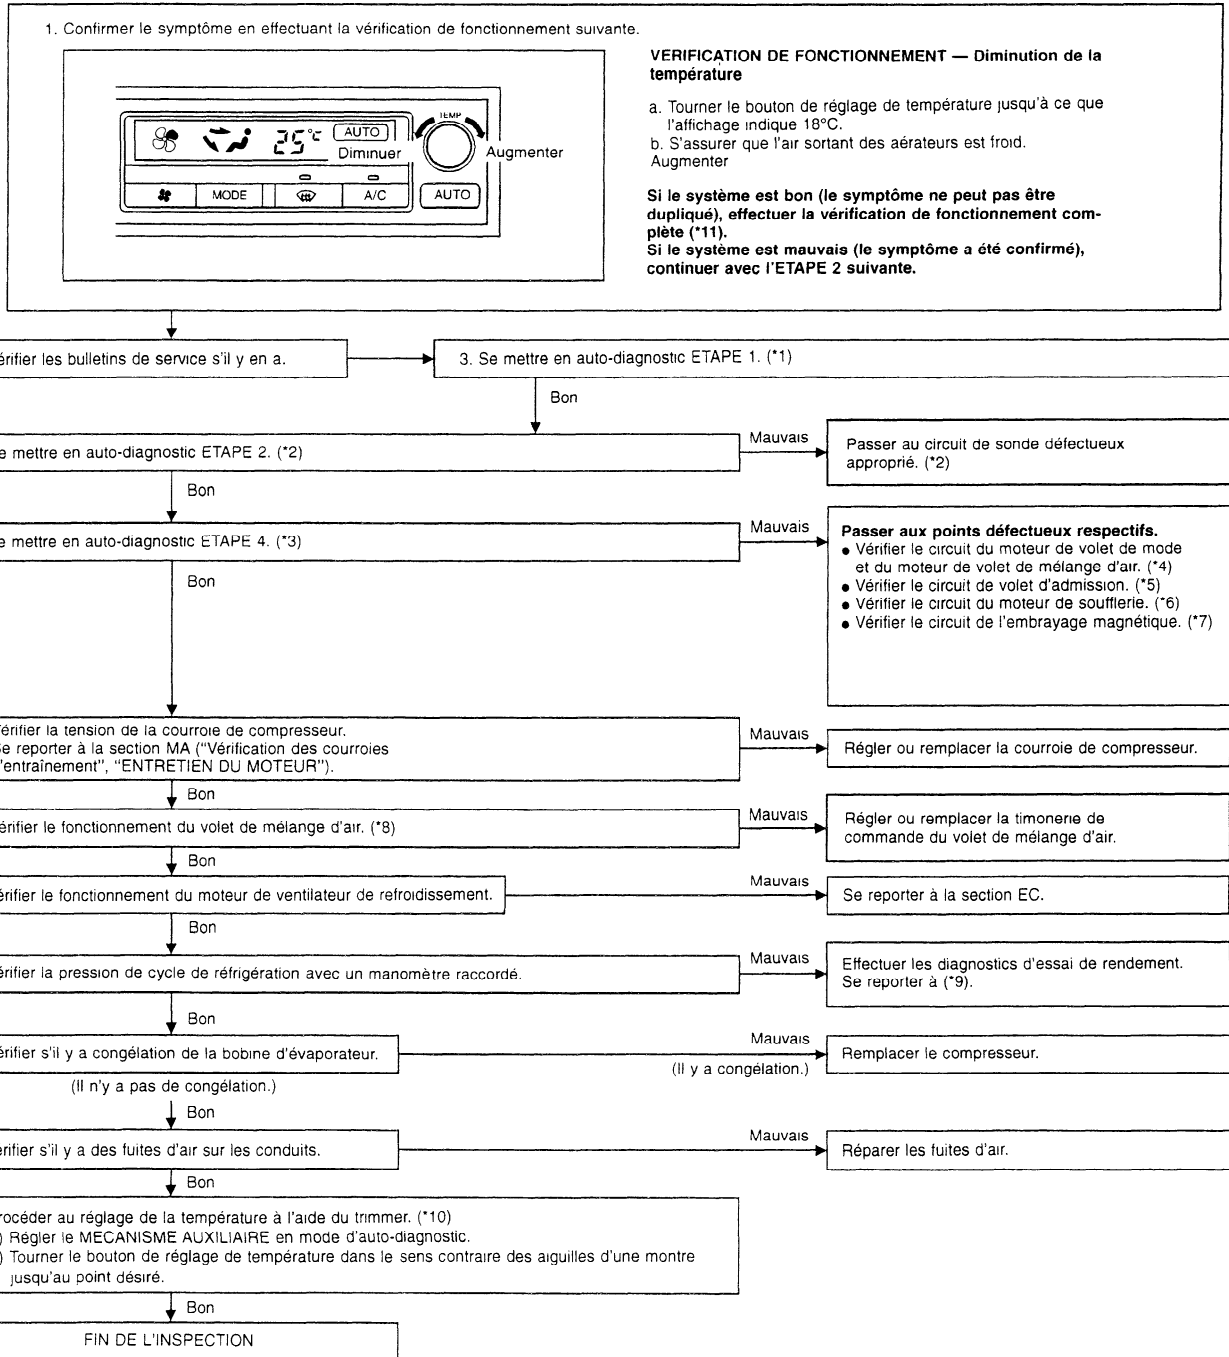 1. Confirmer le symptôme en effectuant la vérification de fonctionnement suivante.
VERIFICATION DE FONCTIONNEMENT — Diminution de la
température
a. Tourner le bouton de réglage de température jusqu'à ce que
l'affichage indique 18°C.
b. S'assurer que l'air sortant des aérateurs est froid.
Augmenter
Si le système est bon (le symptôme ne peut pas être
dupliqué), effectuer la vérification de fonctionnement com-
plète (*11).
Si le système est mauvais (le symptôme a été confirmé),
continuer avec l'ETAPE 2 suivante.
TEMP
25°C
AUTO
Diminuer
Augmenter
MODE
A/C
AUTO
érifier les bulletins de service s'il y en a.
3. Se mettre en auto-diagnostic ETAPE 1. (*1)
Bon
e mettre en auto-diagnostic ETAPE 2. (*2)
Mauvais
Passer au circuit de sonde défectueux
approprié. (*2)
Bon
e mettre en auto-diagnostic ETAPE 4. (*3)
Mauvais
Passer aux points défectueux respectifs.
● Vérifier le circuit du moteur de volet de mode
et du moteur de volet de mélange d'air. (*4)
● Vérifier le circuit de volet d'admission. (*5)
● Vérifier le circuit du moteur de soufflerie. (*6)
● Vérifier le circuit de l'embrayage magnétique. (*7)
Bon
érifier la tension de la courroie de compresseur.
Se reporter à la section MA ("Vérification des courroies
'entraînement", "ENTRETIEN DU MOTEUR").
Mauvais
Régler ou remplacer la courroie de compresseur.
Bon
érifier le fonctionnement du volet de mélange d'air. (*8)
Mauvais
Régler ou remplacer la timonerie de
commande du volet de mélange d'air.
Bon
érifier le fonctionnement du moteur de ventilateur de refroidissement.
Mauvais
Se reporter à la section EC.
Bon
érifier la pression de cycle de réfrigération avec un manomètre raccordé.
Mauvais
Effectuer les diagnostics d'essai de rendement.
Se reporter à (*9).
Bon
érifier s'il y a congélation de la bobine d'évaporateur.
Mauvais
(Il y a congélation.)
Remplacer le compresseur.
(Il n'y a pas de congélation.)
Bon
érifier s'il y a des fuites d'air sur les conduits.
Mauvais
Réparer les fuites d'air.
Bon
rocéder au réglage de la température à l'aide du trimmer. (*10)
) Régler le MECANISME AUXILIAIRE en mode d'auto-diagnostic.
) Tourner le bouton de réglage de température dans le sens contraire des aiguilles d'une montre
jusqu'au point désiré.
Bon
FIN DE L'INSPECTION